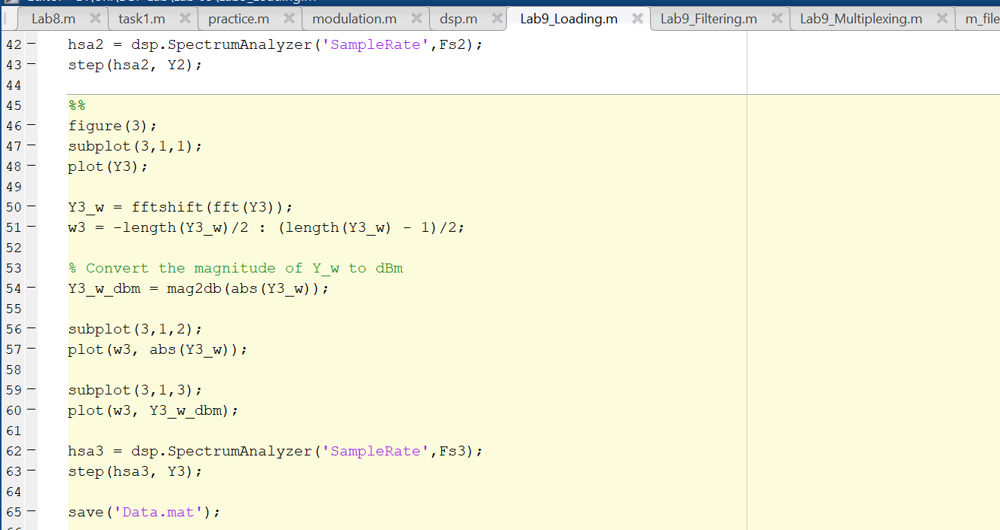 Lab8.m task1.m practice.m modulation.m dsp.m Lab9_Loading.m Lab9_Filtering.m Lab9_Multiplexing.m m_file
42 hsa2 = dsp.SpectrumAnalyzer('SampleRate',Fs2);
43 step(hsa2, Y2);
44
45 %%
46 figure(3);
47 subplot(3,1,1);
48 plot(Y3);
49
50 Y3_w = fftshift(fft(Y3));
51 w3 = -length(Y3_w)/2 : (length(Y3_w) - 1)/2;
52
53 % Convert the magnitude of Y_w to dBm
54 Y3_w_dbm = mag2db(abs(Y3_w));
55
56 subplot(3,1,2);
57 plot(w3, abs(Y3_w));
58
59 subplot(3,1,3);
60 plot(w3, Y3_w_dbm);
61
62 hsa3 = dsp.SpectrumAnalyzer('SampleRate',Fs3);
63 step(hsa3, Y3);
64
65 save('Data.mat');